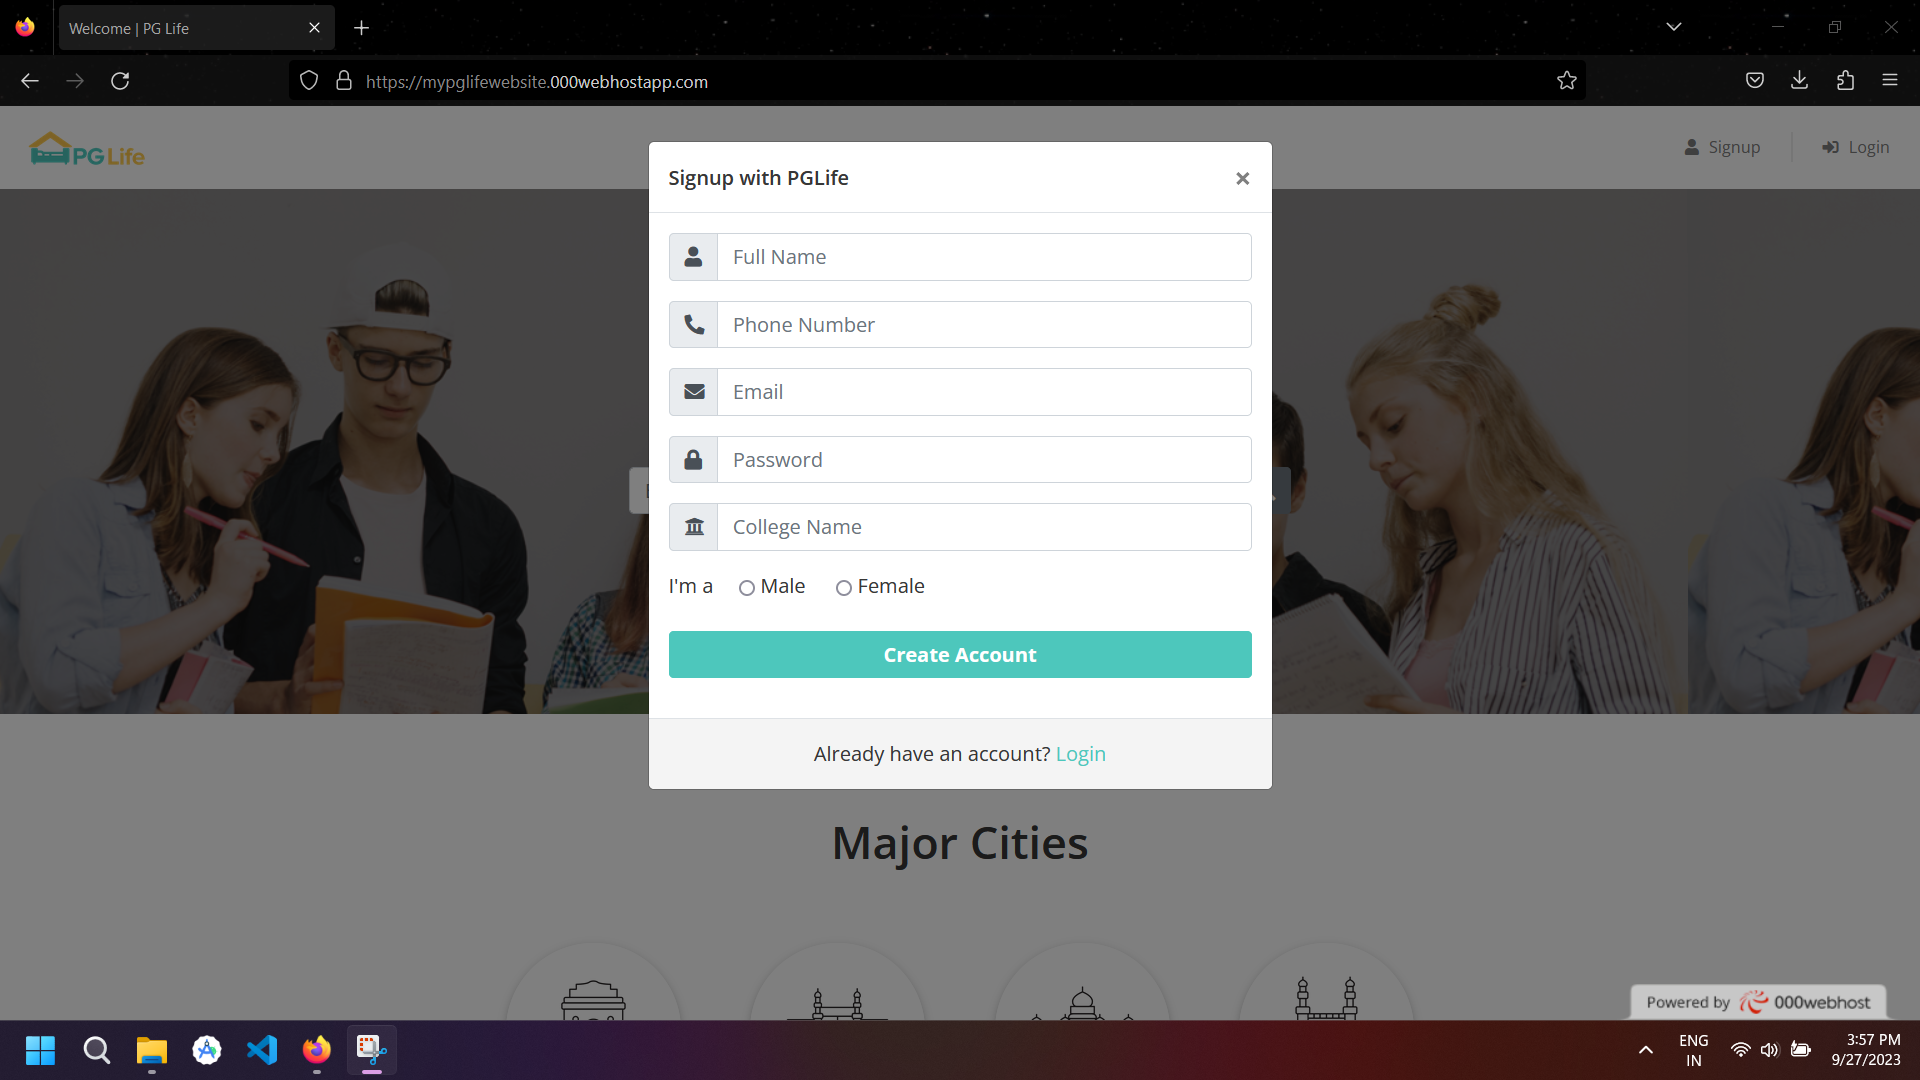 Welcome | PG Life
https://mypglifewebsite.000webhostapp.com
PG Life
Signup
Login
Signup with PGLife
Full Name
Phone Number
Email
Password
College Name
I'm a Male Female
Create Account
Already have an account? Login
Major Cities
Powered by 000webhost
ENG
IN
3:57 PM
9/27/2023